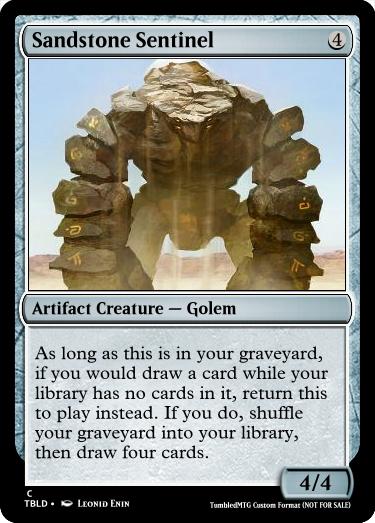 Sandstone Sentinel 4
Artifact Creature — Golem
As long as this is in your graveyard,
if you would draw a card while your
library has no cards in it, return this
to play instead. If you do, shuffle
your graveyard into your library,
then draw four cards.
4/4
C
TBLD • Leonid Enin
TumbledMTG Custom Format (NOT FOR SALE)